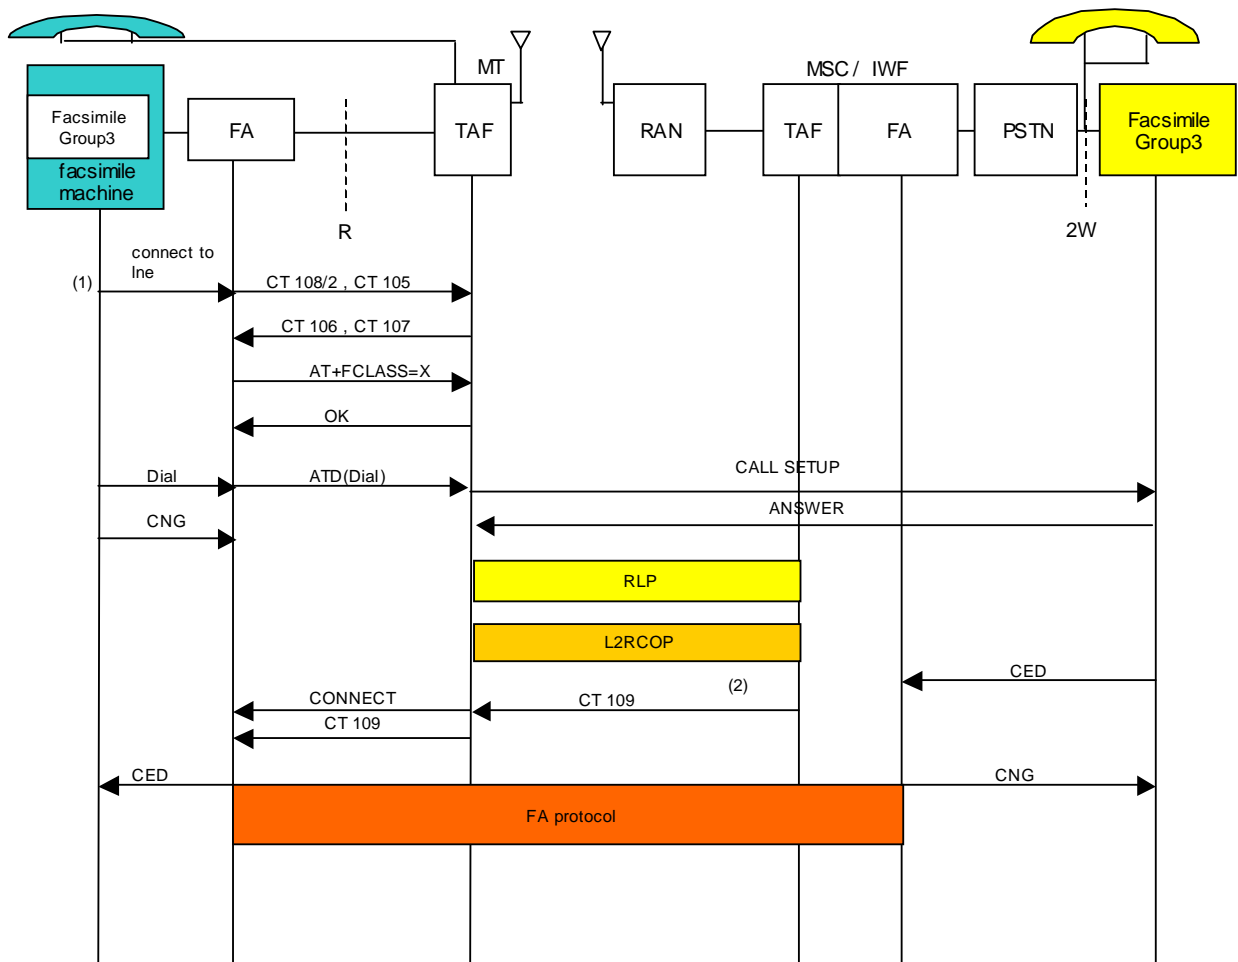 MT
MSC / IWF
Facsimile
Group3
facsimile
machine
FA
TAF
RAN
TAF
FA
PSTN
Facsimile
Group3
R
2W
connect to
lne
(1)
CT 108/2 , CT 105
CT 106 , CT 107
AT+FCLASS=X
OK
Dial
ATD(Dial)
CALL SETUP
CNG
ANSWER
RLP
L2RCOP
CED
(2)
CONNECT
CT 109
CT 109
CED
CNG
FA protocol